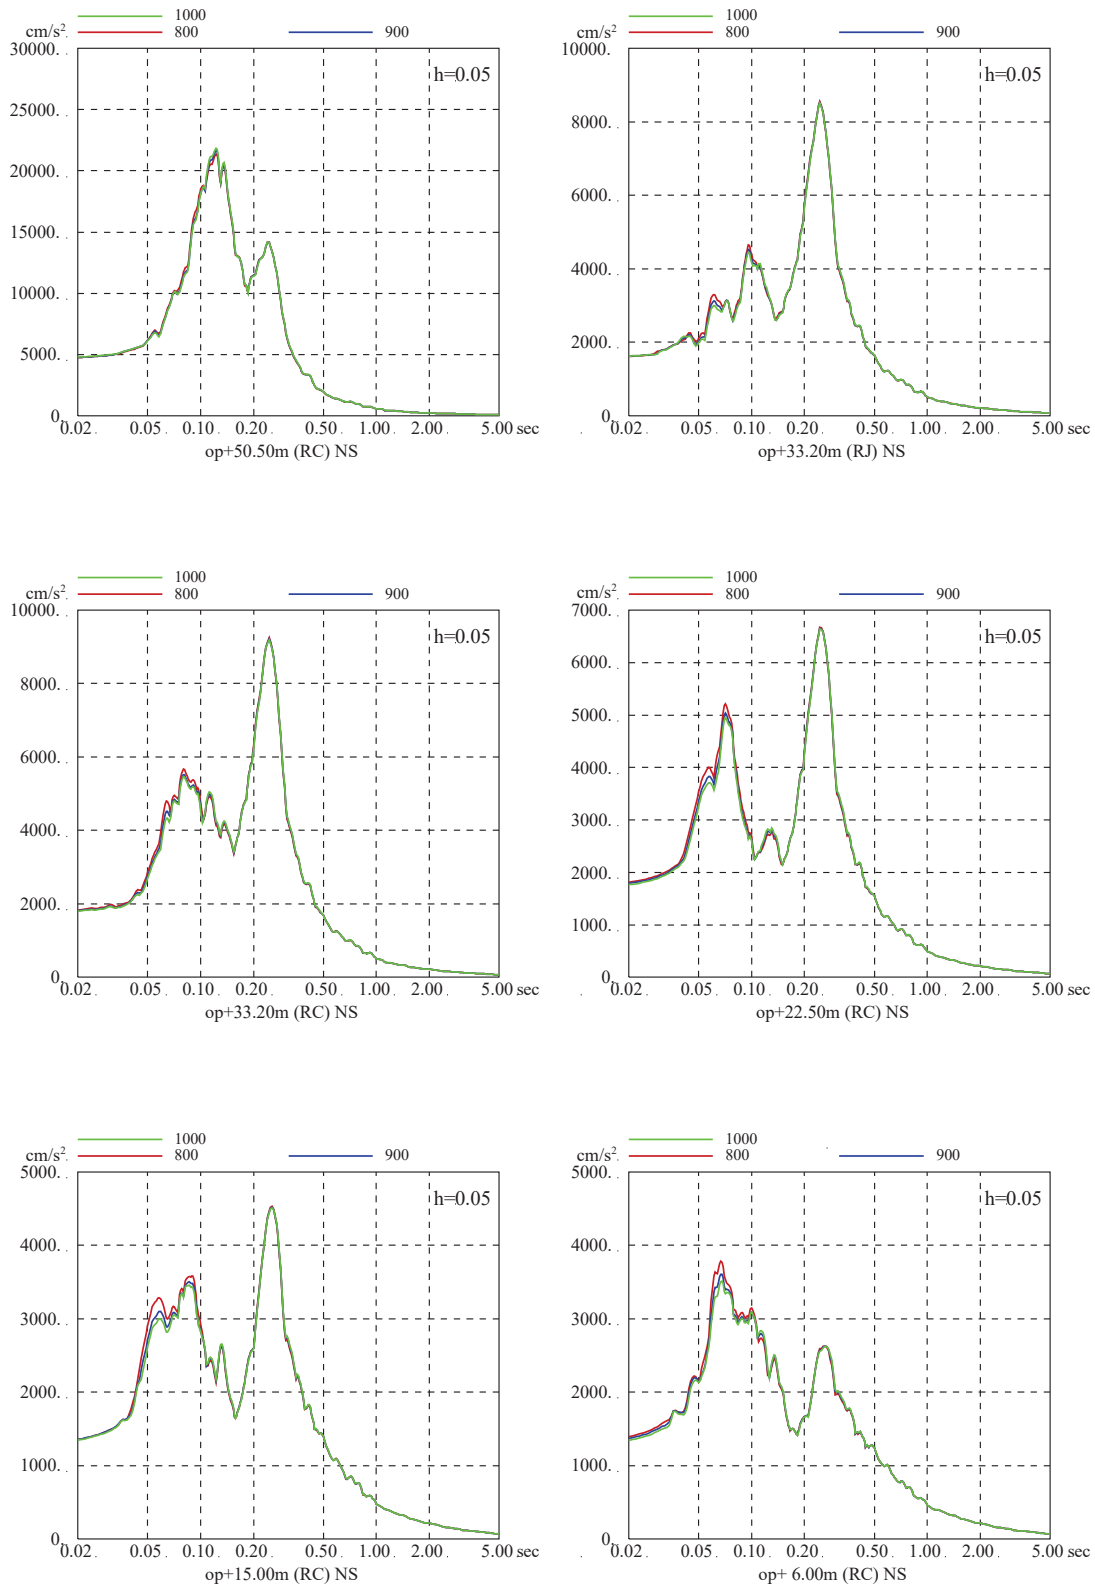 1000
cm/s². 800 900
30000.
h=0.05
25000.
20000.
15000.
10000.
5000.
0.
0.02 0.05 0.10 0.20 0.50 1.00 2.00 5.00 sec
op+50.50m (RC) NS
1000
cm/s². 800 900
10000.
h=0.05
8000.
6000.
4000.
2000.
0.
0.02 0.05 0.10 0.20 0.50 1.00 2.00 5.00 sec
op+33.20m (RJ) NS
1000
cm/s². 800 900
10000.
h=0.05
8000.
6000.
4000.
2000.
0.
0.02 0.05 0.10 0.20 0.50 1.00 2.00 5.00 sec
op+33.20m (RC) NS
1000
cm/s². 800 900
7000.
h=0.05
6000.
5000.
4000.
3000.
2000.
1000.
0.
0.02 0.05 0.10 0.20 0.50 1.00 2.00 5.00 sec
op+22.50m (RC) NS
1000
cm/s². 800 900
5000.
h=0.05
4000.
3000.
2000.
1000.
0.
0.02 0.05 0.10 0.20 0.50 1.00 2.00 5.00 sec
op+15.00m (RC) NS
1000
cm/s². 800 900
5000.
h=0.05
4000.
3000.
2000.
1000.
0.
0.02 0.05 0.10 0.20 0.50 1.00 2.00 5.00 sec
op+ 6.00m (RC) NS